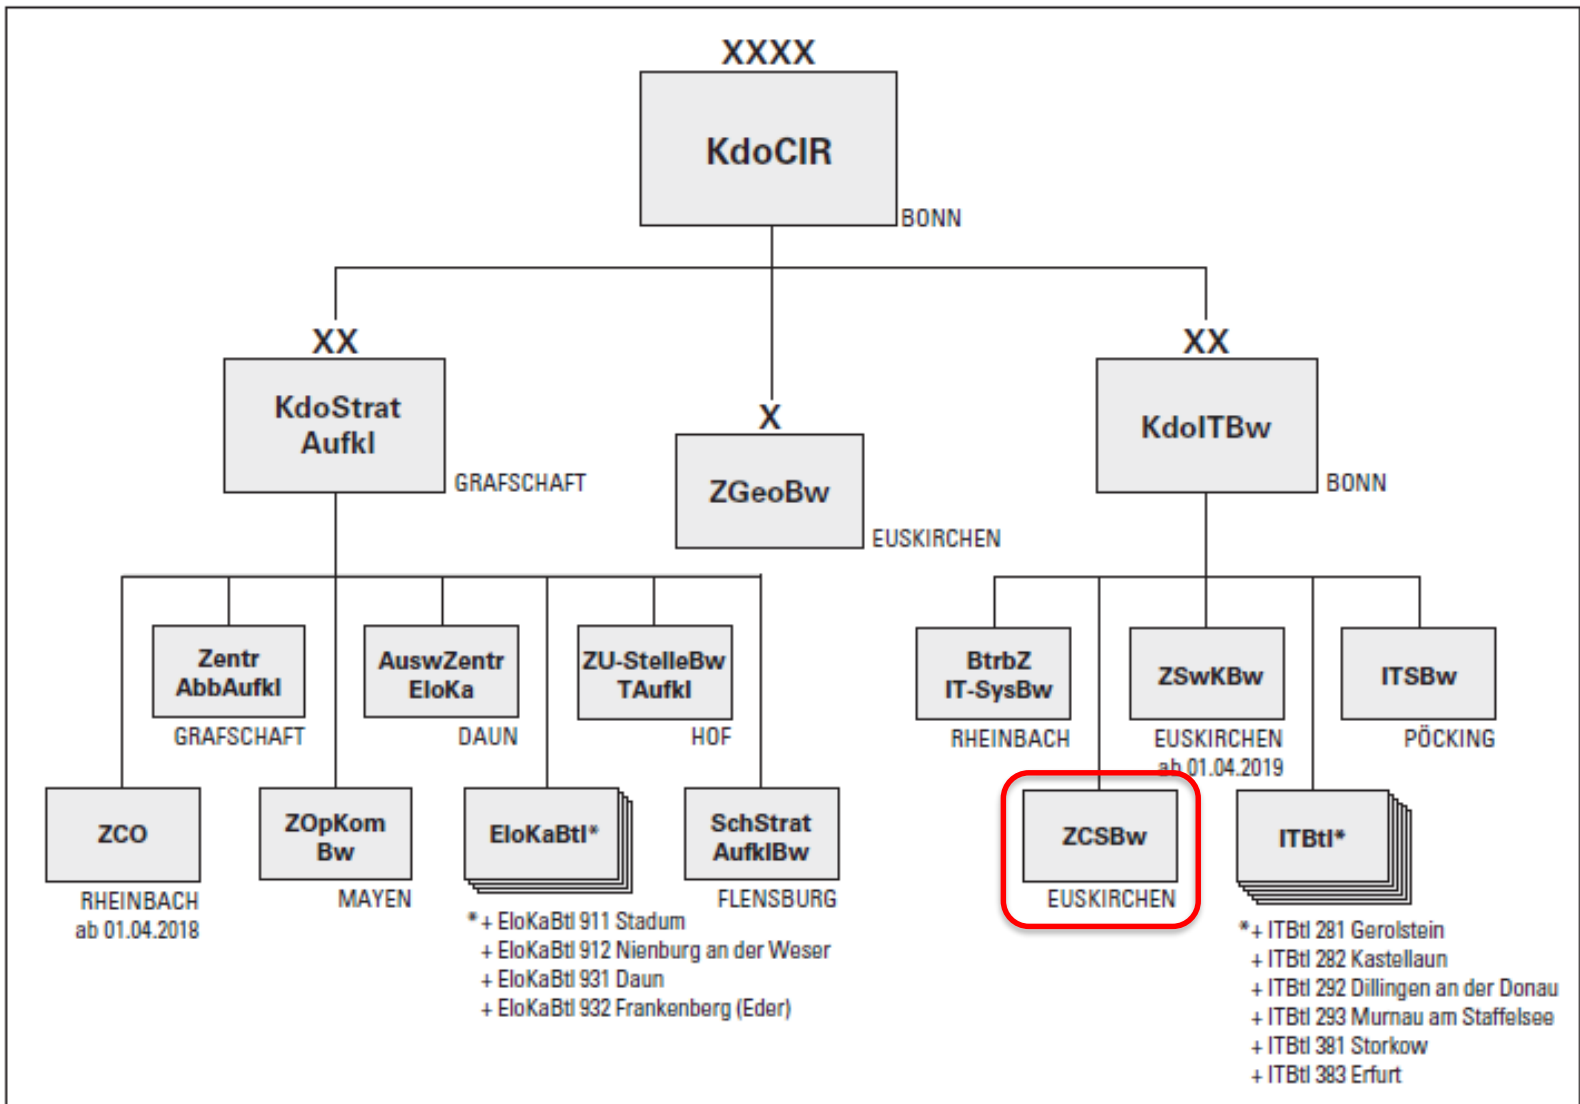 XXXX
KdoCIR
BONN
XX
KdoStrat
Aufkl
GRAFSCHAFT
X
ZGeoBw
EUSKIRCHEN
XX
KdoITBw
BONN
Zentr
AbbAufkl
GRAFSCHAFT
AuswZentr
EloKa
DAUN
ZU-StelleBw
TAufkl
HOF
BtrbZ
IT-SysBw
RHEINBACH
ZSwKBw
EUSKIRCHEN
ab 01.04.2019
ITSBw
PÖCKING
ZCO
RHEINBACH
ab 01.04.2018
ZOpKom
Bw
MAYEN
EloKaBtl*
* + EloKaBtl 911 Stadum
+ EloKaBtl 912 Nienburg an der Weser
+ EloKaBtl 931 Daun
+ EloKaBtl 932 Frankenberg (Eder)
SchStrat
AufklBw
FLENSBURG
ZCSBw
EUSKIRCHEN
ITBtl*
* + ITBtl 281 Gerolstein
+ ITBtl 282 Kastellaun
+ ITBtl 292 Dillingen an der Donau
+ ITBtl 293 Murnau am Staffelsee
+ ITBtl 381 Storkow
+ ITBtl 383 Erfurt